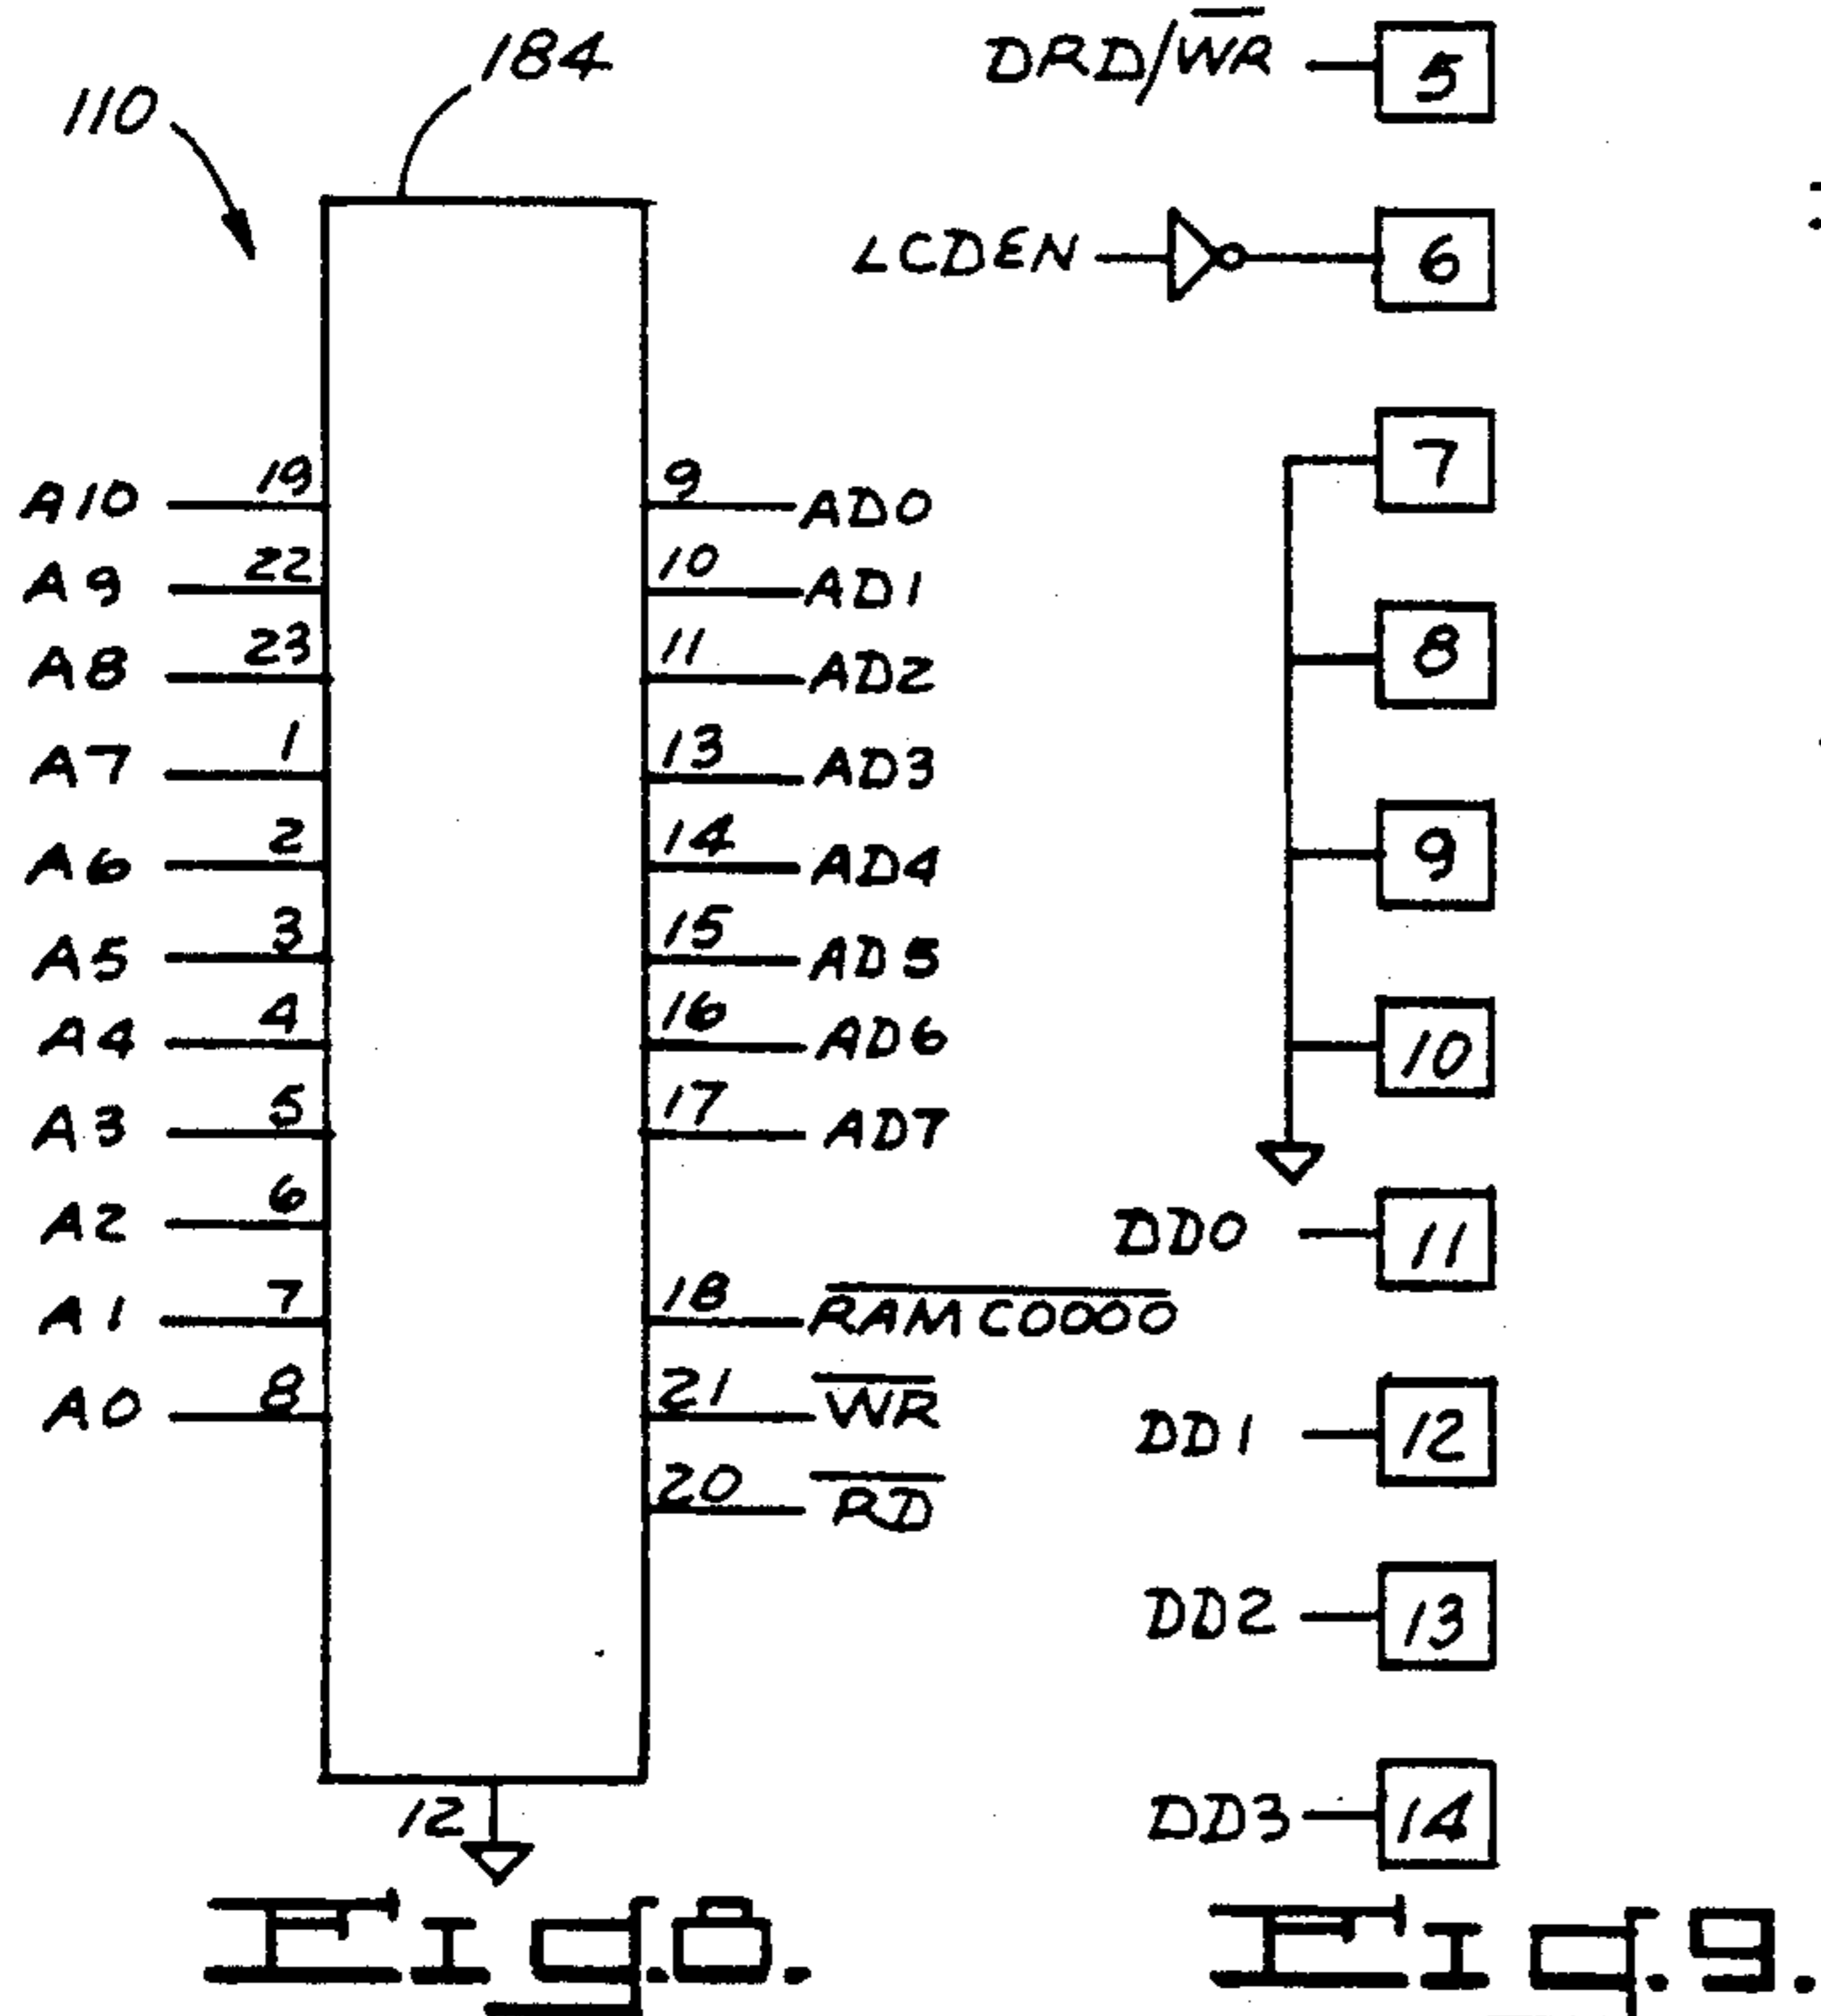 110
184
A10 19
A9 22
A8 23
A7 1
A6 2
A5 3
A4 4
A3 5
A2 6
A1 7
A0 8
9 AD0
10 AD1
11 AD2
13 AD3
14 AD4
15 AD5
16 AD6
17 AD7
18 RAMC0000
21 WR
20 RD
12
Fig. 8.
DRD/WR 5
LCDEN 6
7
8
9
10
DD0 11
DD1 12
DD2 13
DD3 14
Fig. 9.